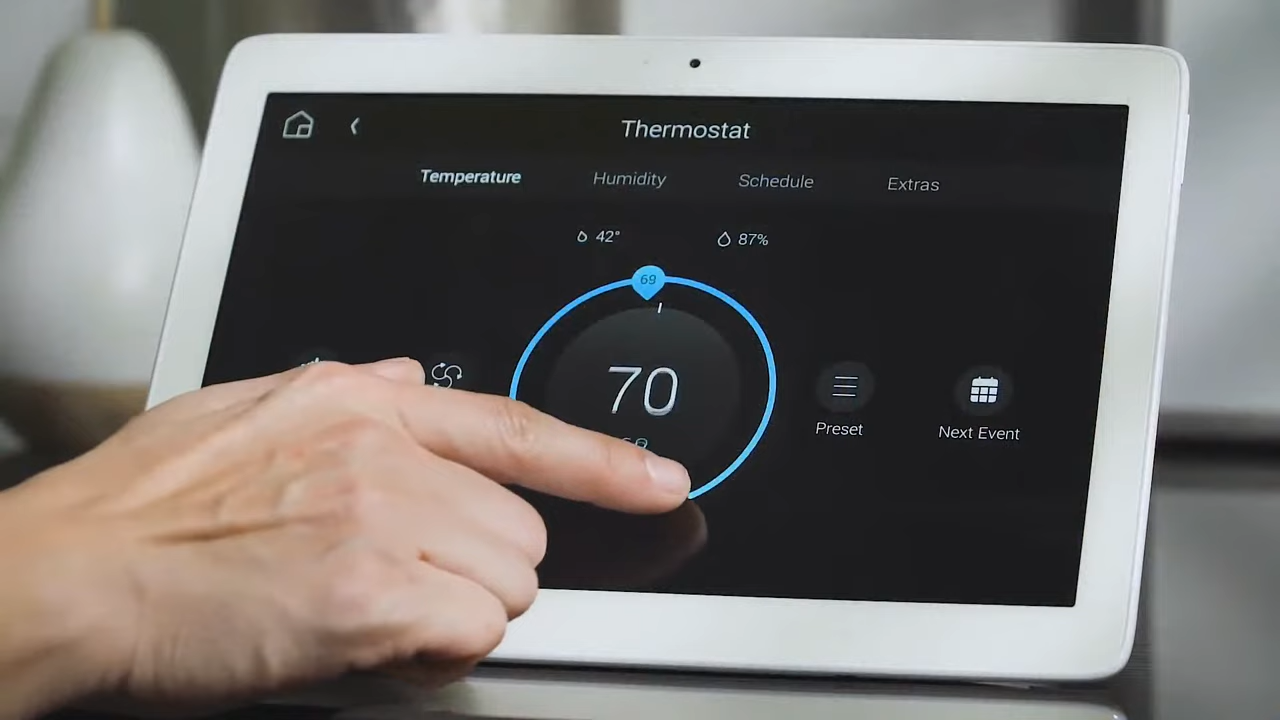 Thermostat
Temperature Humidity Schedule Extras
42° 87%
69
70
Preset Next Event